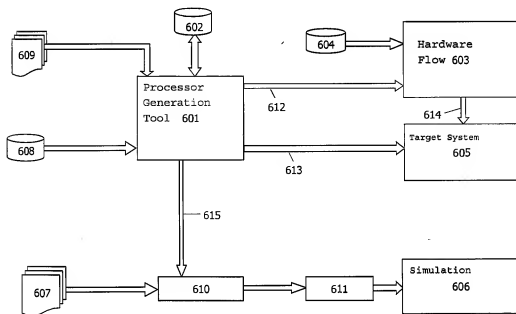 602
604
Hardware
Flow 603
609
Processor
Generation
Tool 601
612
614
608
613
Target System
605
615
607
610
611
Simulation
606